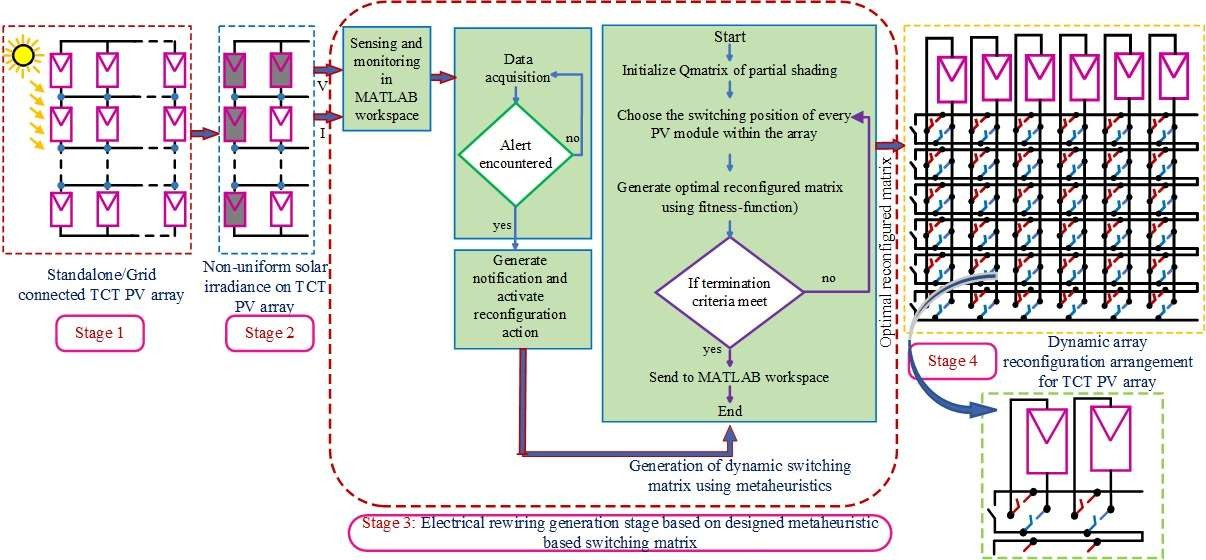 Standalone/Grid
connected TCT PV array
Stage 1
Non-uniform solar
irradiance on TCT
PV array
Stage 2
V
I
Sensing and
monitoring
in
MATLAB
workspace
Data
acquisition
Alert
encountered
no
yes
Generate
notification and
activate
reconfiguration
action
Start
Initialize Qmatrix of partial shading
Choose the switching position of every
PV module within the array
Generate optimal reconfigured matrix
using fitness-function)
If termination
criteria meet
no
yes
Send to MATLAB workspace
End
Generation of dynamic switching
matrix using metaheuristics
Stage 3: Electrical rewiring generation stage based on designed metaheuristic
based switching matrix
Optimal reconfigured matrix
Stage 4
Dynamic array
reconfiguration arrangement
for TCT PV array